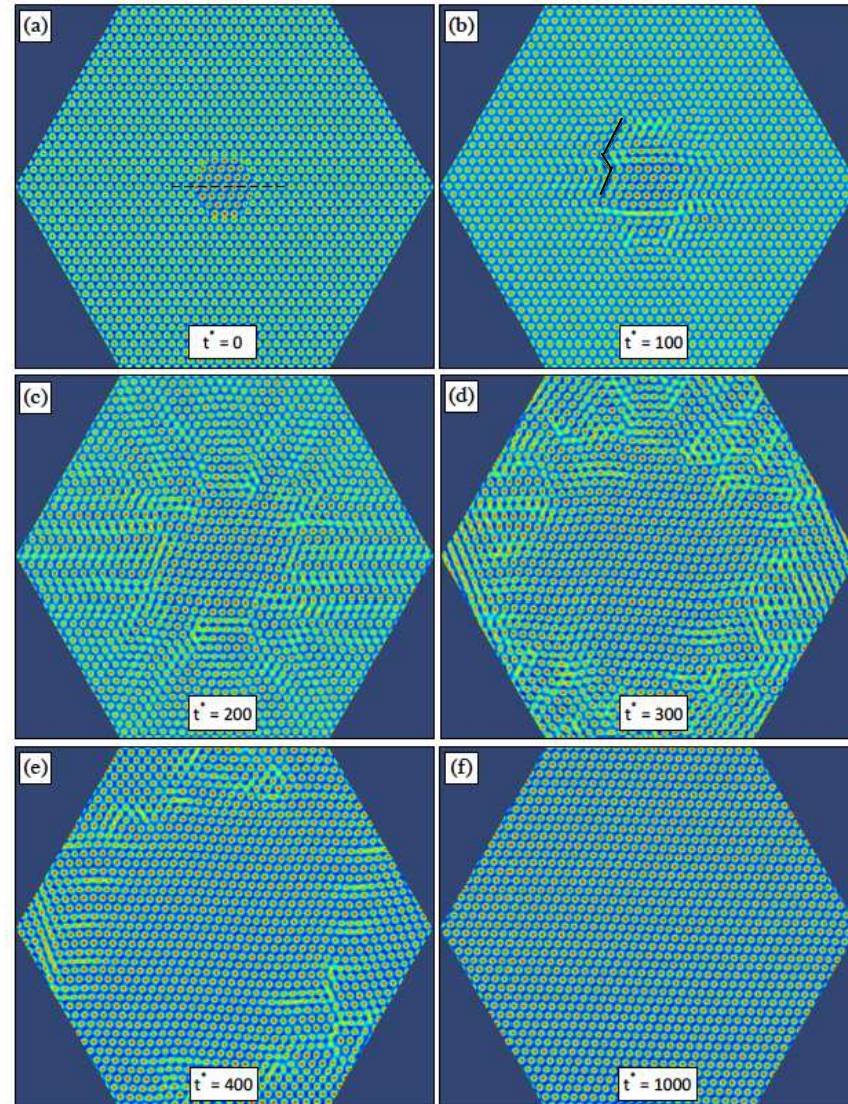 (a)
t* = 0
(b)
t* = 100
(c)
t* = 200
(d)
t* = 300
(e)
t* = 400
(f)
t* = 1000